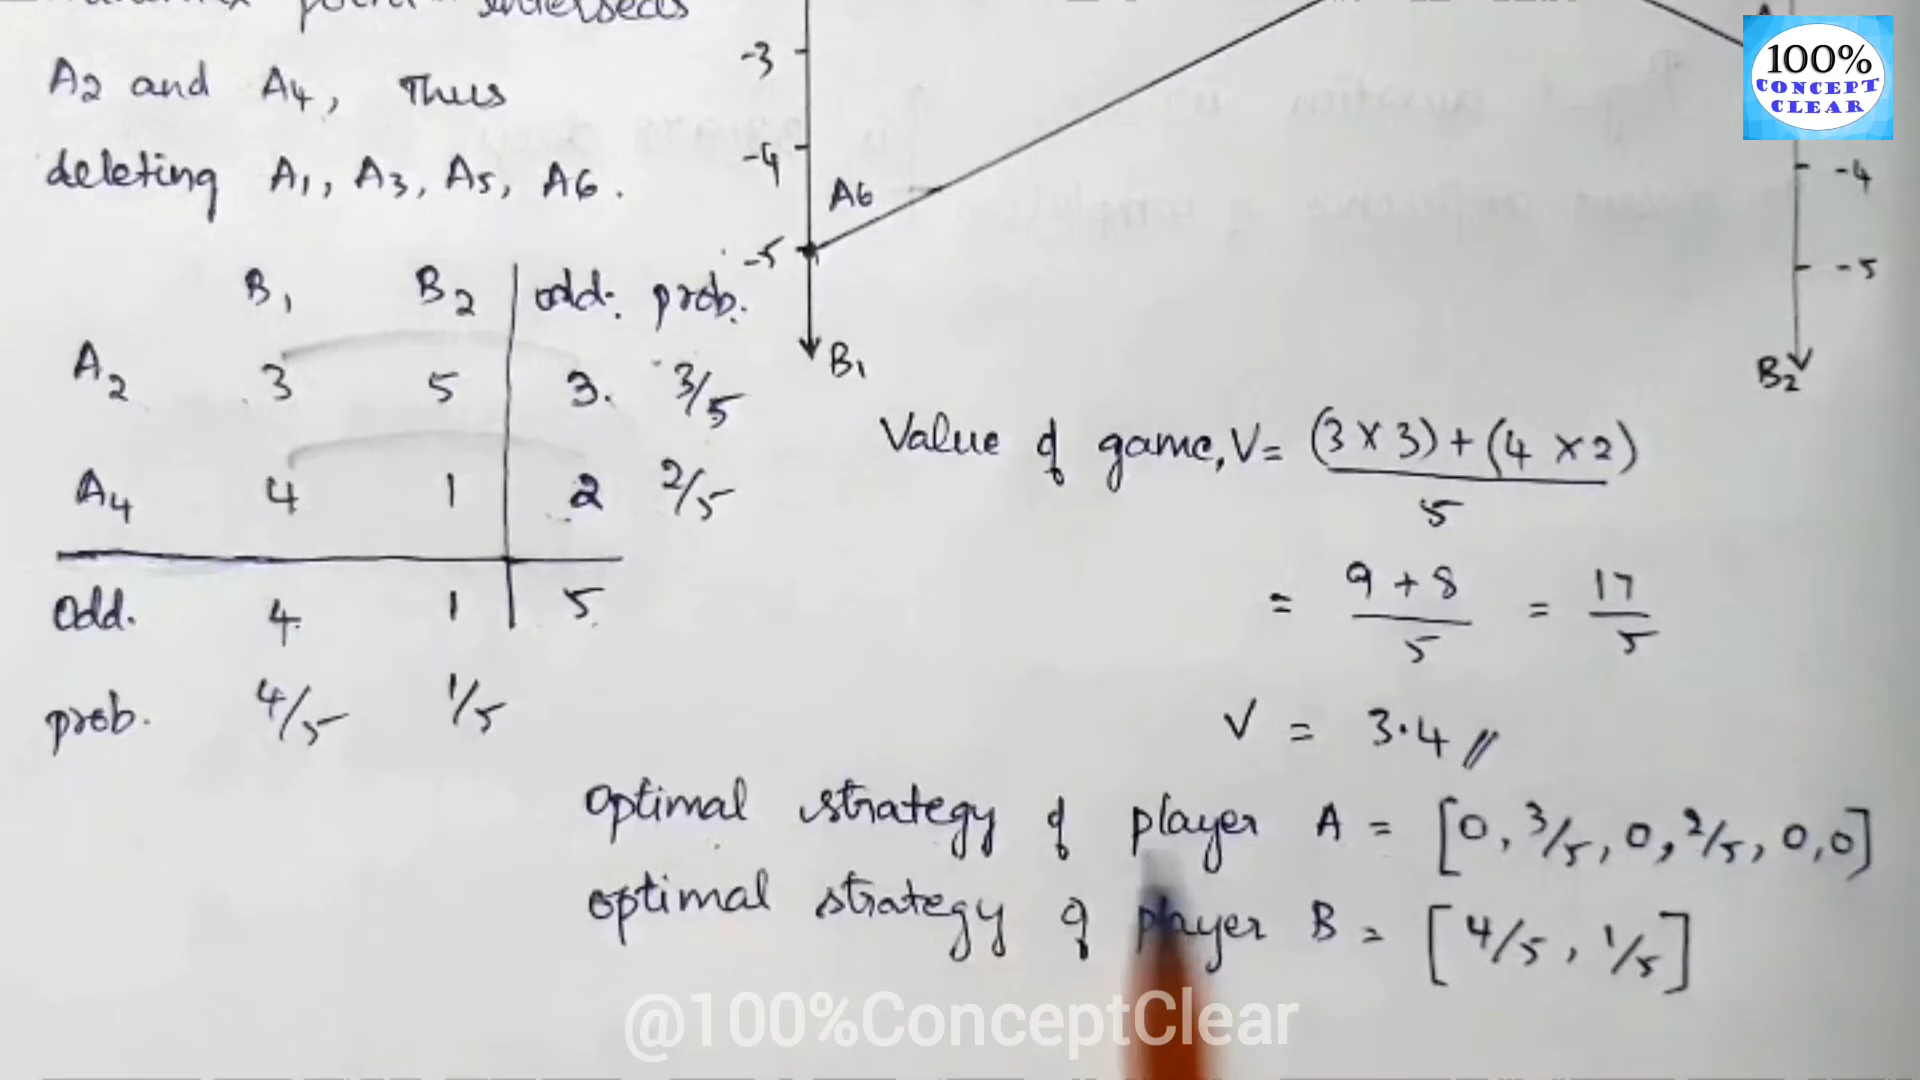 A2 and A4, Thus
deleting A1, A3, A5, A6.
B1 B2 odd. prob.
A2 3 5 3. 3/5
A4 4 1 2 2/5
Odd. 4. 1 5
prob. 4/5 1/5
-3
-4
A6
-5
B1
-4
-5
B2
Value of game, V= (3 x 3) + (4 x 2)
5
= 9 + 8 = 17
5 5
V = 3.4 //
Optimal strategy of player A = [0, 3/5, 0, 2/5, 0, 0]
optimal strategy of player B = [4/5, 1/5]
100%
CONCEPT
CLEAR
@100%ConceptClear